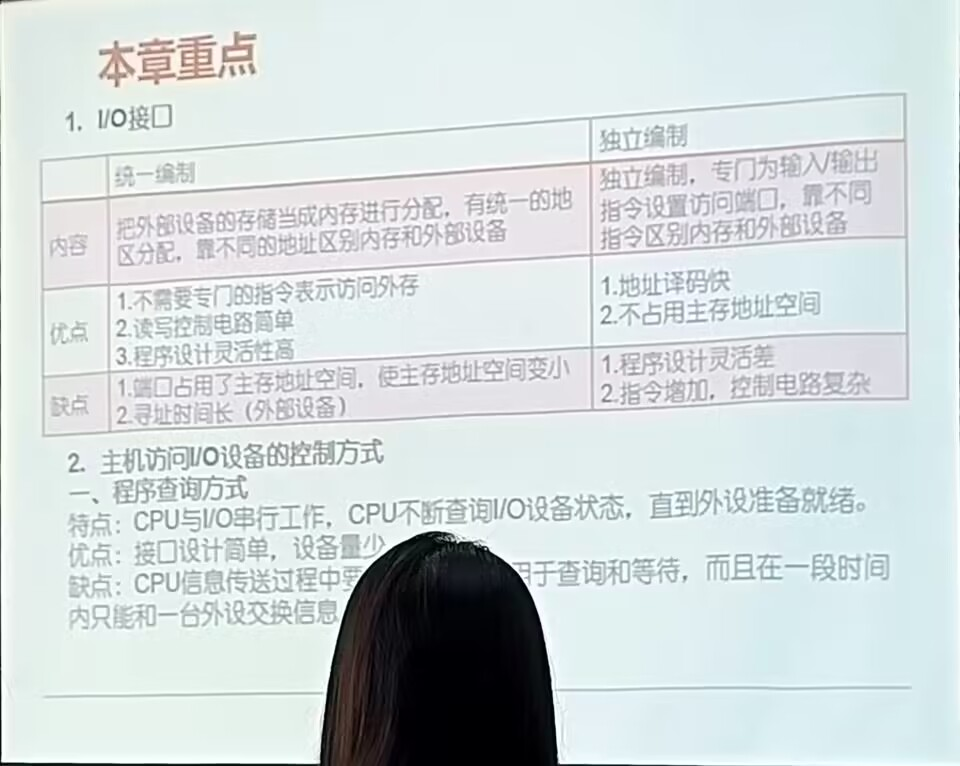 本章重点
1. I/O接口
统一编制
独立编制
内容
把外部设备的存储当成内存进行分配，有统一的地
区分配，靠不同的地址区别内存和外部设备
独立编制，专门为输入/输出
指令设置访问端口，靠不同
指令区别内存和外部设备
优点
1.不需要专门的指令表示访问外存
2.读写控制电路简单
3.程序设计灵活性高
1.地址译码快
2.不占用主存地址空间
缺点
1.端口占用了主存地址空间，使主存地址空间变小
2.寻址时间长（外部设备）
1.程序设计灵活差
2.指令增加，控制电路复杂
2. 主机访问I/O设备的控制方式
一、程序查询方式
特点：CPU与I/O串行工作，CPU不断查询I/O设备状态，直到外设准备就绪。
优点：接口设计简单，设备量少
缺点：CPU信息传送过程中要 用于查询和等待，而且在一段时间
内只能和一台外设交换信息